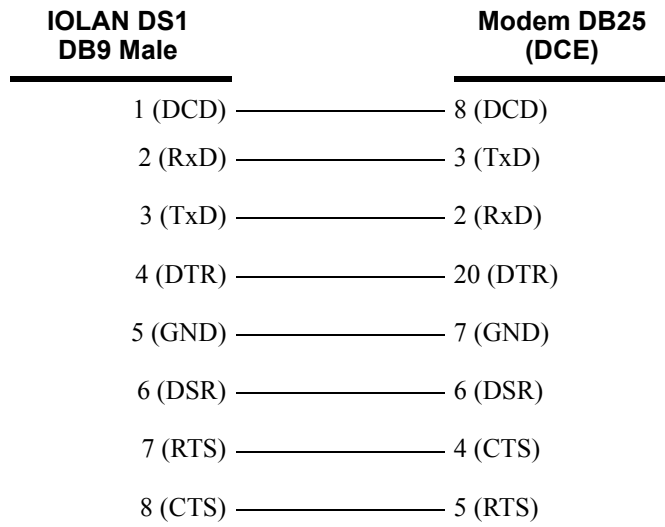 IOLAN DS1
DB9 Male
Modem DB25
(DCE)
1 (DCD) 8 (DCD)
2 (RxD) 3 (TxD)
3 (TxD) 2 (RxD)
4 (DTR) 20 (DTR)
5 (GND) 7 (GND)
6 (DSR) 6 (DSR)
7 (RTS) 4 (CTS)
8 (CTS) 5 (RTS)